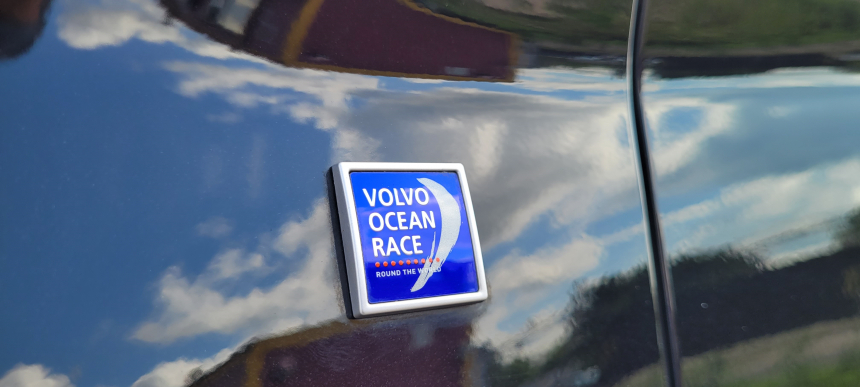 VOLVO
OCEAN
RACE
ROUND THE WORLD